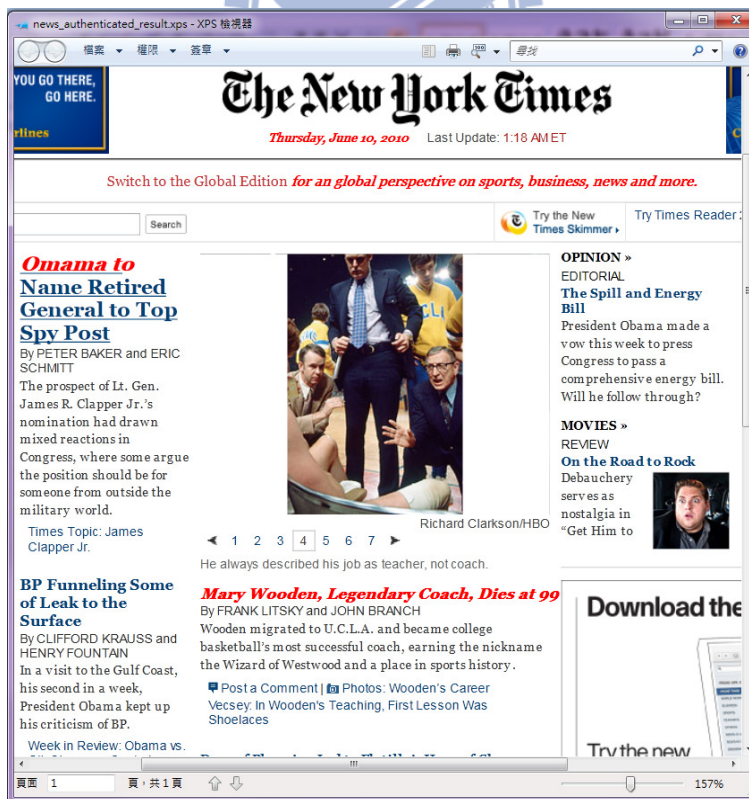 news_authenticated_result.xps - XPS 檢視器
檔案 權限 簽章
尋找
YOU GO THERE,
GO HERE.
rlines
The New York Times
Thursday, June 10, 2010 Last Update: 1:18 AM ET
Switch to the Global Edition for an global perspective on sports, business, news and more.
Search
Try the New
Times Skimmer
Try Times Reader 2
Omama to
Name Retired
General to Top
Spy Post
By PETER BAKER and ERIC
SCHMITT
The prospect of Lt. Gen.
James R. Clapper Jr.’s
nomination had drawn
mixed reactions in
Congress, where some argue
the position should be for
someone from outside the
military world.
Times Topic: James
Clapper Jr.
BP Funneling Some
of Leak to the
Surface
By CLIFFORD KRAUSS and
HENRY FOUNTAIN
In a visit to the Gulf Coast,
his second in a week,
President Obama kept up
his criticism of BP.
Week in Review: Obama vs.
UCL
Richard Clarkson/HBO
1 2 3 4 5 6 7
He always described his job as teacher, not coach.
Mary Wooden, Legendary Coach, Dies at 99
By FRANK LITSKY and JOHN BRANCH
Wooden migrated to U.C.L.A. and became college
basketball’s most successful coach, earning the nickname
the Wizard of Westwood and a place in sports history.
Post a Comment | Photos: Wooden’s Career
Vecsey: In Wooden's Teaching, First Lesson Was
Shoelaces
OPINION »
EDITORIAL
The Spill and Energy
Bill
President Obama made a
vow this week to press
Congress to pass a
comprehensive energy bill.
Will he follow through?
MOVIES »
REVIEW
On the Road to Rock
Debauchery
serves as
nostalgia in
“Get Him to
Download the
Try the new
頁面 1 頁，共 1 頁
157%